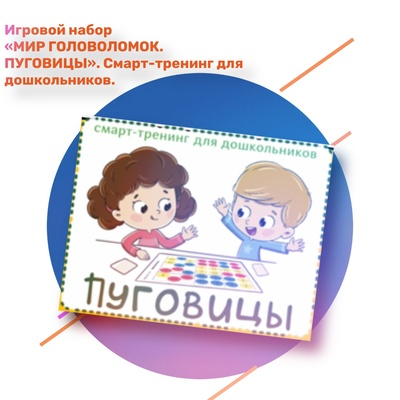 Игровой набор
«МИР ГОЛОВОЛОМОК.
ПУГОВИЦЫ». Смарт-тренинг для
дошкольников.
смарт-тренинг для дошкольников
ПУГОВИЦЫ